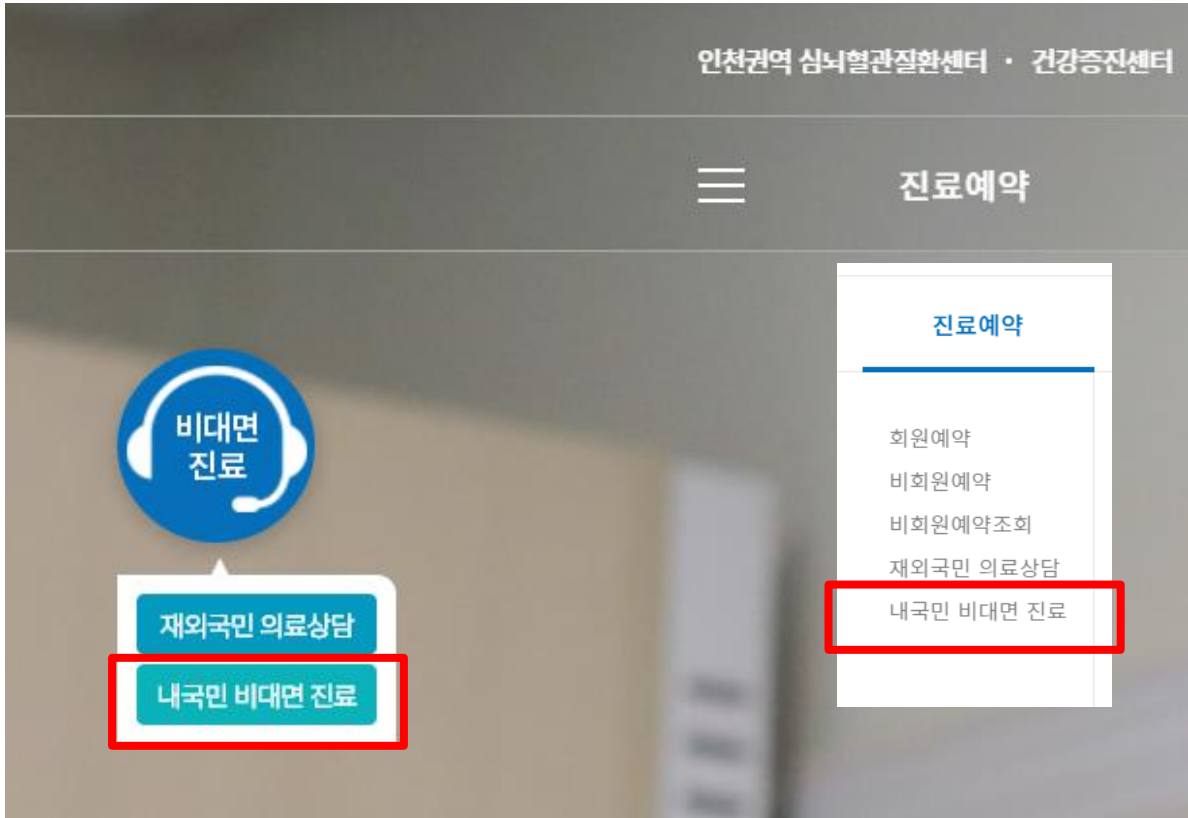 인천권역 심뇌혈관질환센터 · 건강증진센터
진료예약
진료예약
회원예약
비회원예약
비회원예약조회
재외국민 의료상담
내국민 비대면 진료
비대면
진료
재외국민 의료상담
내국민 비대면 진료